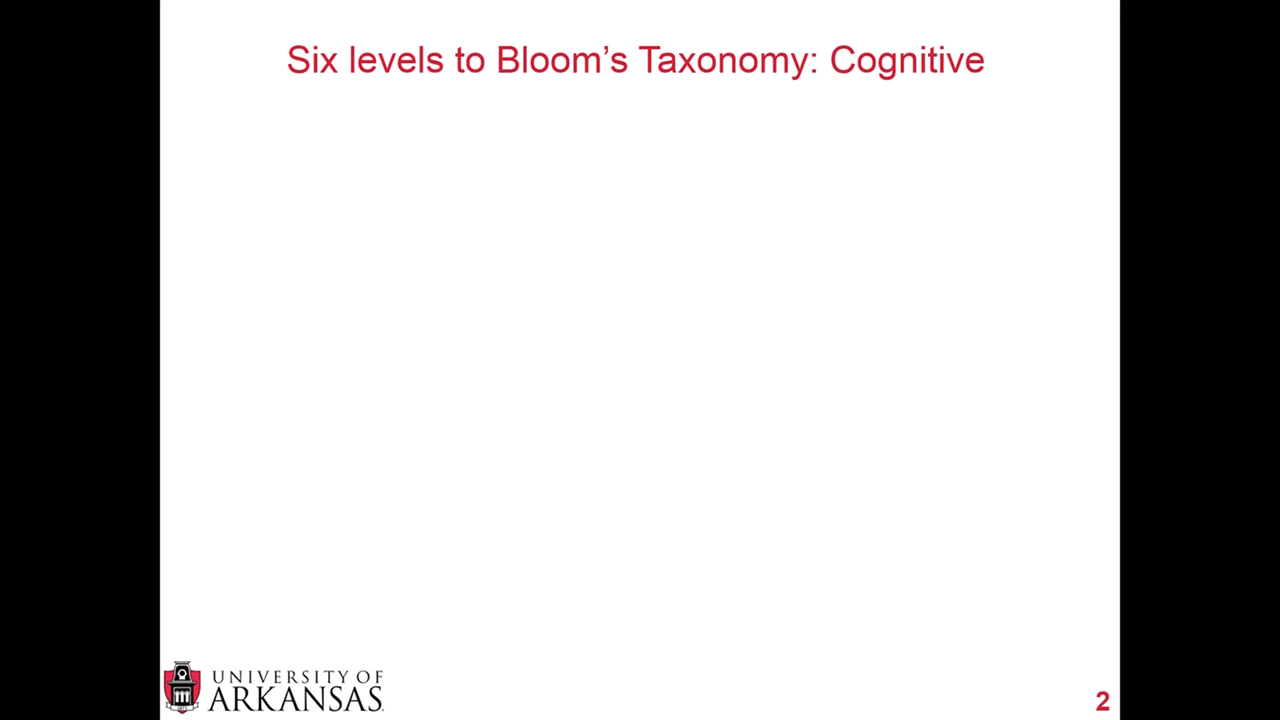 Six levels to Bloom’s Taxonomy: Cognitive
UNIVERSITY OF
ARKANSAS
2